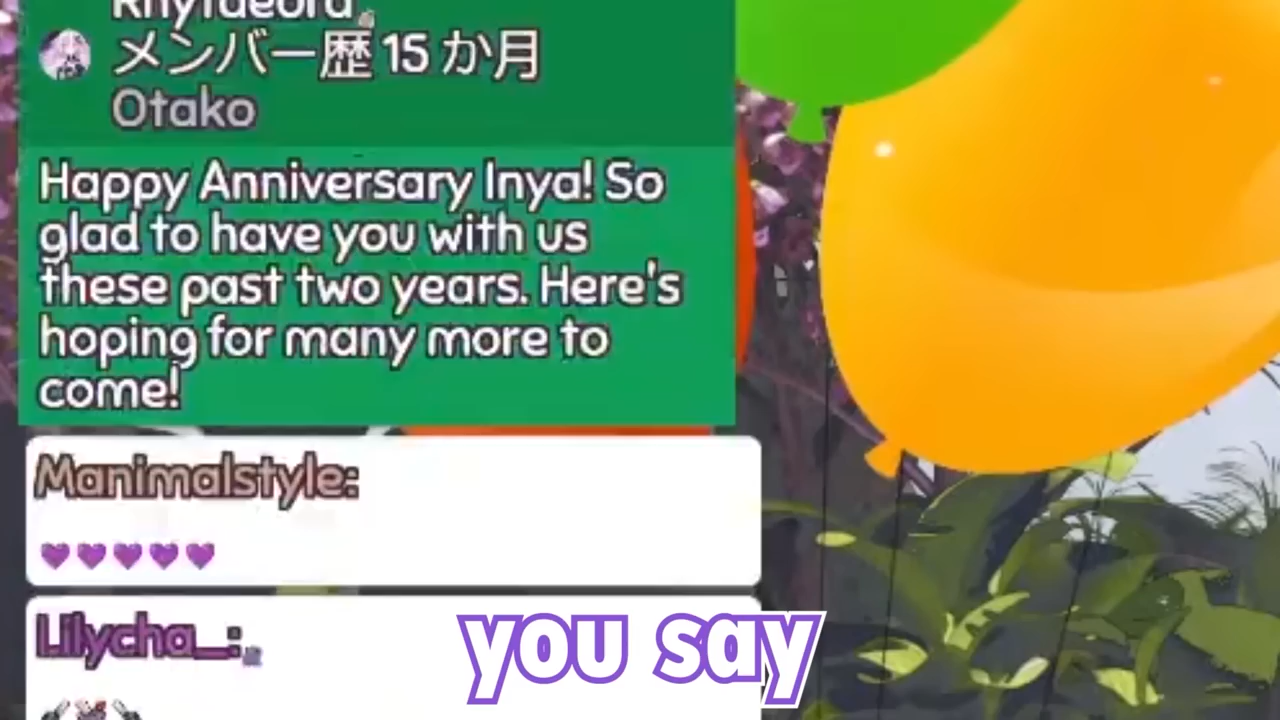 メンバー歴 15 か月
Otako
Happy Anniversary Inya! So
glad to have you with us
these past two years. Here's
hoping for many more to
come!
Manimalstyle:
💜💜💜💜💜
Lilycha_:
you say